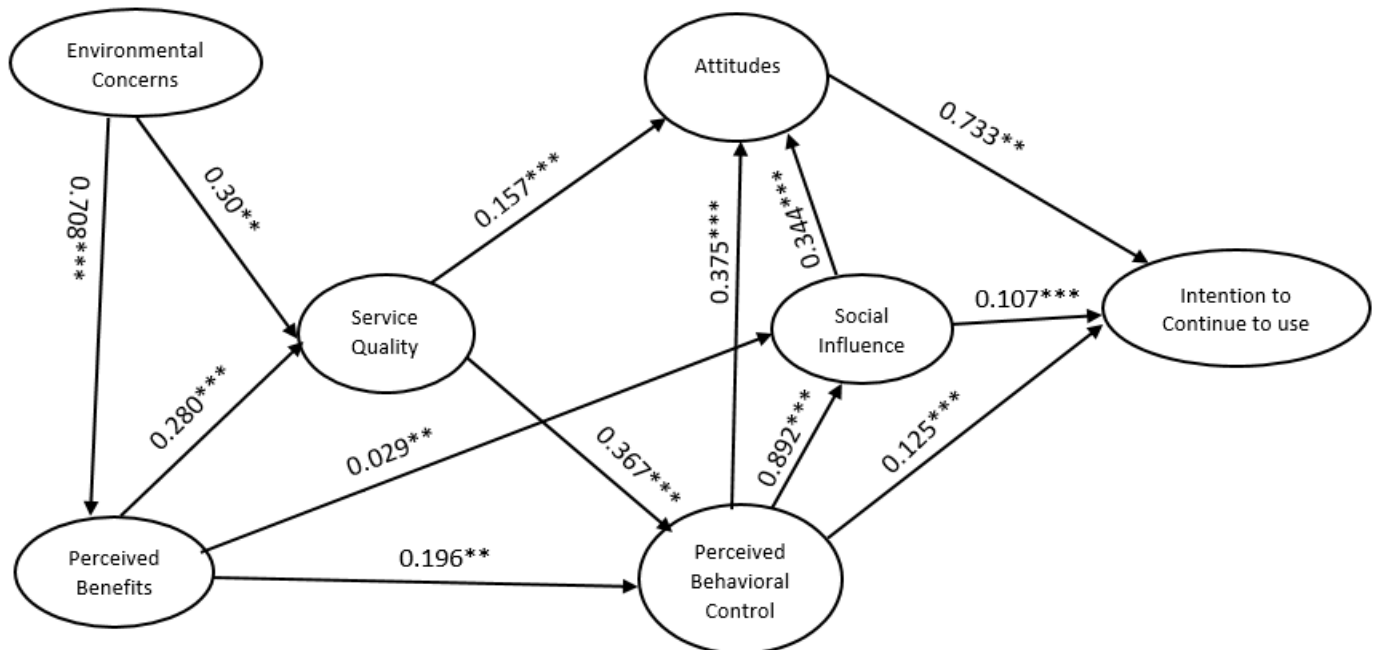 Environmental
Concerns
Attitudes
0.733**
0.157***
0.30**
0.708***
0.344***
0.375***
Service
Quality
Social
Influence
0.107***
Intention to
Continue to use
0.280***
0.029**
0.367***
0.892***
0.125***
Perceived
Benefits
0.196**
Perceived
Behavioral
Control